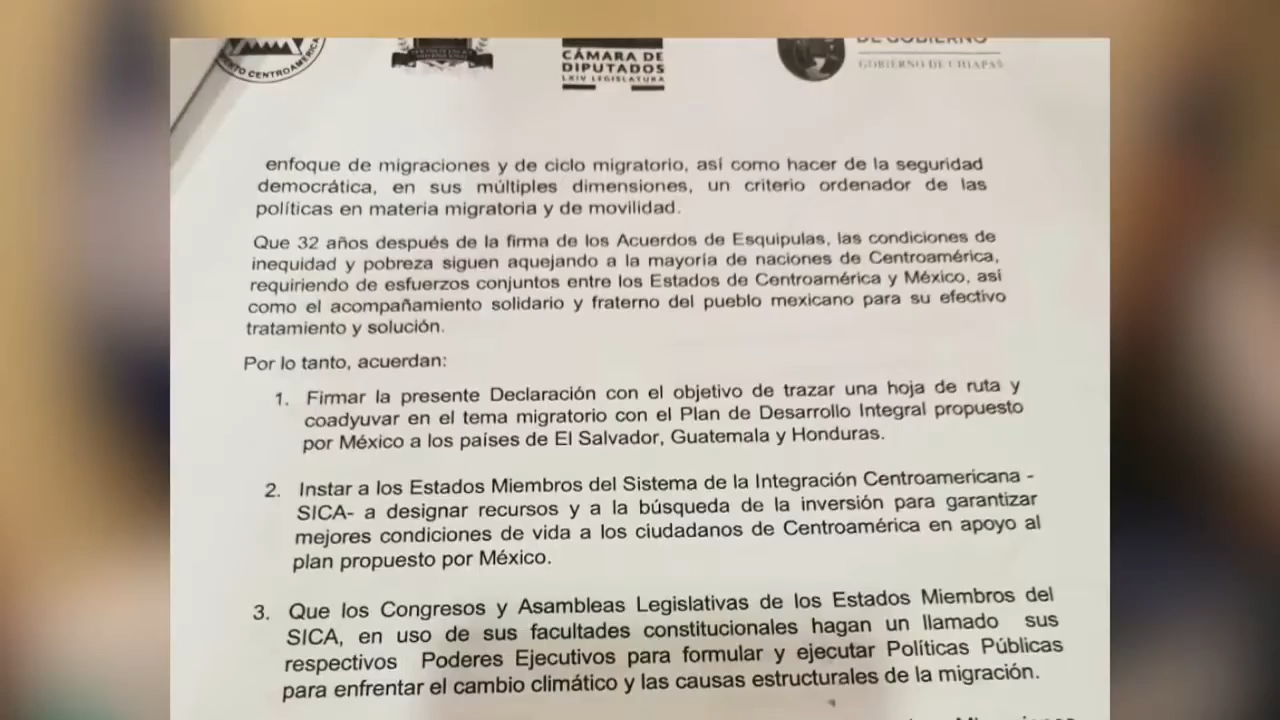 CENTROAMERICA
CÁMARA DE
DIPUTADOS
LXIV LEGISLATURA
DE GOBIERNO
GOBIERNO DE CHIAPAS
enfoque de migraciones y de ciclo migratorio, así como hacer de la seguridad
democrática, en sus múltiples dimensiones, un criterio ordenador de las
políticas en materia migratoria y de movilidad.
Que 32 años después de la firma de los Acuerdos de Esquipulas, las condiciones de
inequidad y pobreza siguen aquejando a la mayoría de naciones de Centroamérica,
requiriendo de esfuerzos conjuntos entre los Estados de Centroamérica y México, así
como el acompañamiento solidario y fraterno del pueblo mexicano para su efectivo
tratamiento y solución.
Por lo tanto, acuerdan:
1. Firmar la presente Declaración con el objetivo de trazar una hoja de ruta y
coadyuvar en el tema migratorio con el Plan de Desarrollo Integral propuesto
por México a los países de El Salvador, Guatemala y Honduras.
2. Instar a los Estados Miembros del Sistema de la Integración Centroamericana -
SICA- a designar recursos y a la búsqueda de la inversión para garantizar
mejores condiciones de vida a los ciudadanos de Centroamérica en apoyo al
plan propuesto por México.
3. Que los Congresos y Asambleas Legislativas de los Estados Miembros del
SICA, en uso de sus facultades constitucionales hagan un llamado sus
respectivos Poderes Ejecutivos para formular y ejecutar Políticas Públicas
para enfrentar el cambio climático y las causas estructurales de la migración.